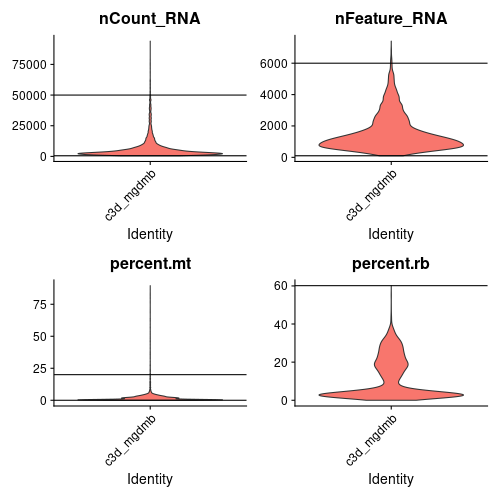 nCount_RNA
75000
50000
25000
0
c3d_mgdmb
Identity
nFeature_RNA
6000
4000
2000
0
c3d_mgdmb
Identity
percent.mt
75
50
25
0
c3d_mgdmb
Identity
percent.rb
60
40
20
0
c3d_mgdmb
Identity